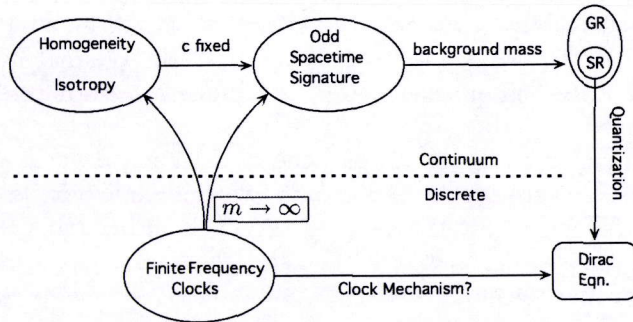 Homogeneity
Isotropy
c fixed
Odd
Spacetime
Signature
background mass
GR
SR
Quantization
Continuum
Discrete
m → ∞
Finite Frequency
Clocks
Clock Mechanism?
Dirac
Eqn.